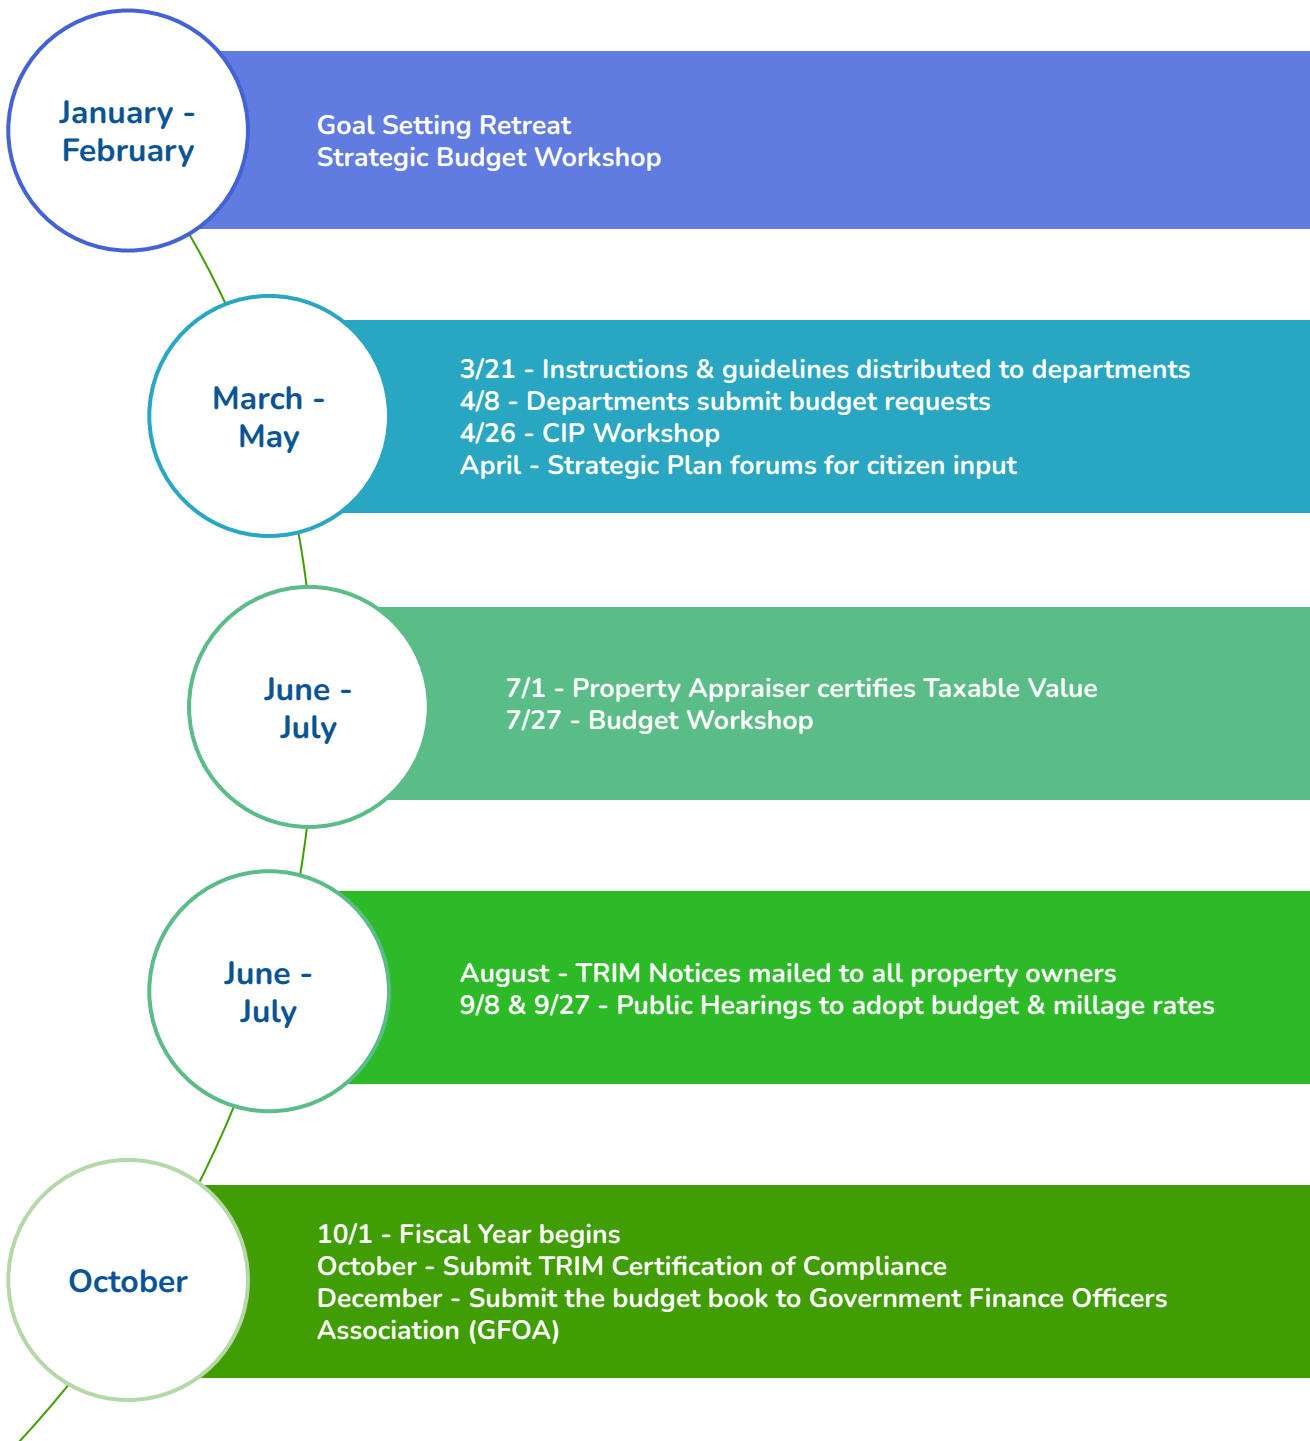 January -
February
Goal Setting Retreat
Strategic Budget Workshop
March -
May
3/21 - Instructions & guidelines distributed to departments
4/8 - Departments submit budget requests
4/26 - CIP Workshop
April - Strategic Plan forums for citizen input
June -
July
7/1 - Property Appraiser certifies Taxable Value
7/27 - Budget Workshop
June -
July
August - TRIM Notices mailed to all property owners
9/8 & 9/27 - Public Hearings to adopt budget & millage rates
October
10/1 - Fiscal Year begins
October - Submit TRIM Certification of Compliance
December - Submit the budget book to Government Finance Officers
Association (GFOA)